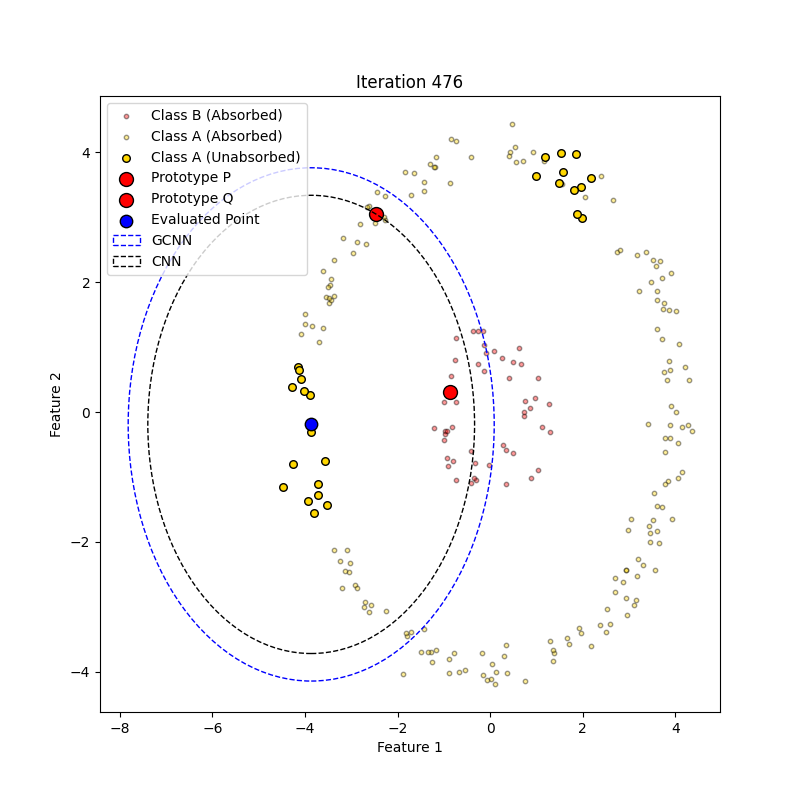 Iteration 476
Class B (Absorbed)
Class A (Absorbed)
Class A (Unabsorbed)
Prototype P
Prototype Q
Evaluated Point
GCNN
CNN
4
2
0
−2
−4
Feature 2
−8
−6
−4
−2
0
2
4
Feature 1